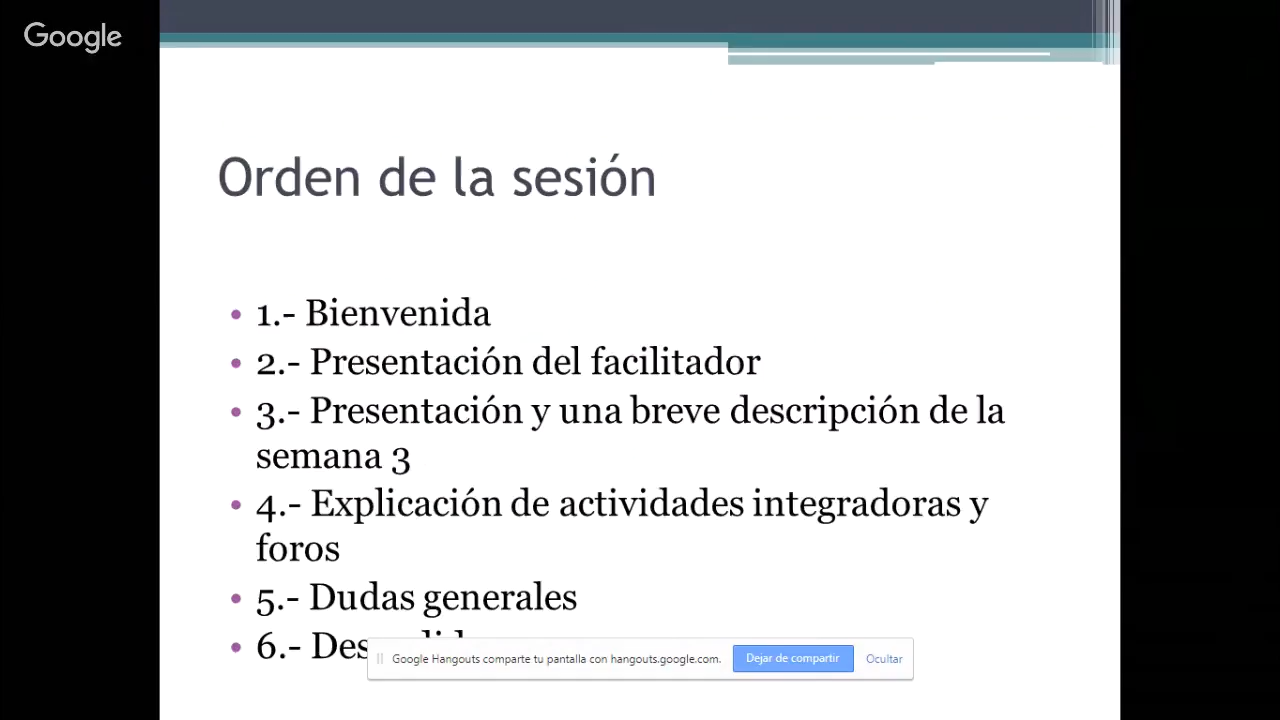 Google
Orden de la sesión
• 1.- Bienvenida
• 2.- Presentación del facilitador
• 3.- Presentación y una breve descripción de la
semana 3
• 4.- Explicación de actividades integradoras y
foros
• 5.- Dudas generales
• 6.-
Google Hangouts comparte tu pantalla con hangouts.google.com.
Dejar de compartir
Ocultar